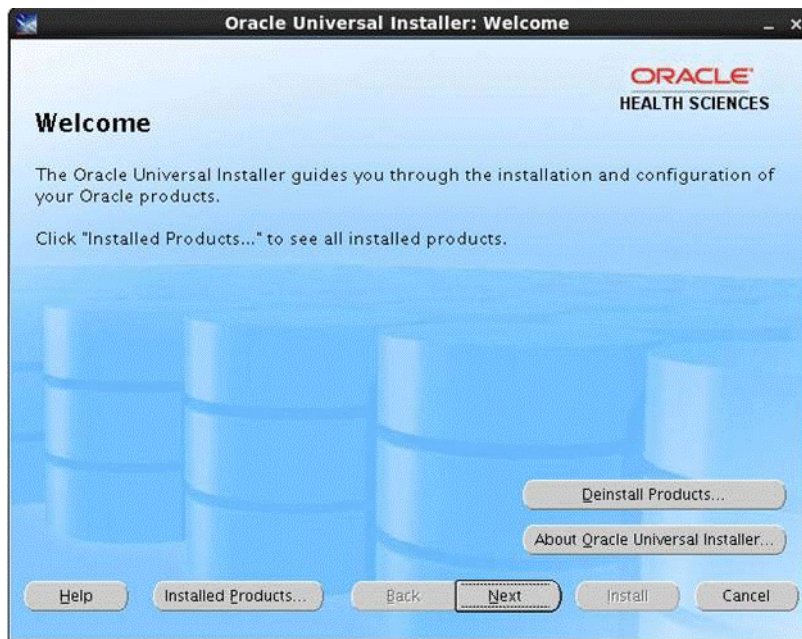 Oracle Universal Installer: Welcome
ORACLE
HEALTH SCIENCES
Welcome
The Oracle Universal Installer guides you through the installation and configuration of
your Oracle products.
Click "Installed Products..." to see all installed products.
Deinstall Products...
About Oracle Universal Installer...
Help
Installed Products...
Back
Next
Install
Cancel